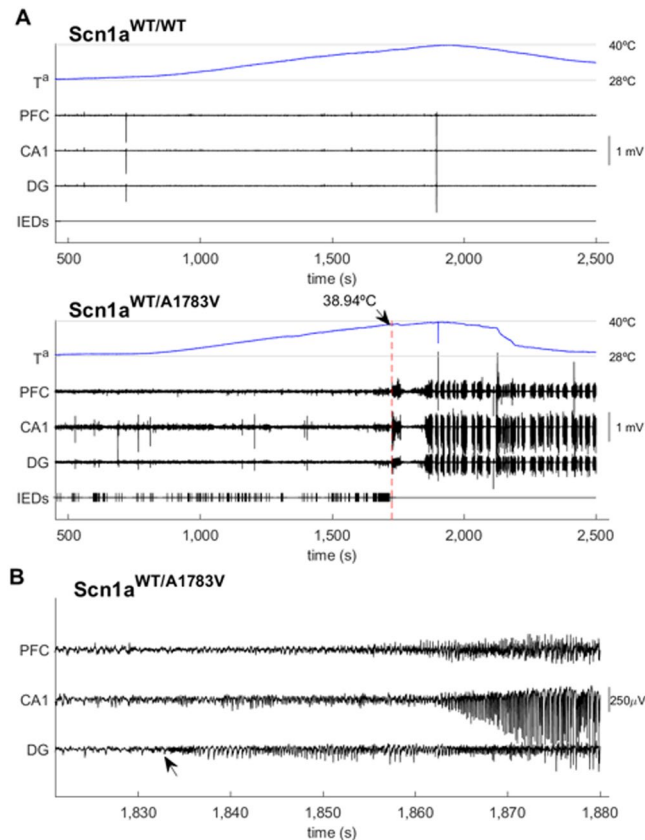 A
Scn1aWT/WT
40ºC
Ta
28ºC
PFC
CA1
1 mV
DG
IEDs
500 1,000 1,500 2,000 2,500
time (s)
Scn1aWT/A1783V
38.94ºC
40ºC
Ta
28ºC
PFC
CA1
1 mV
DG
IEDs
500 1,000 1,500 2,000 2,500
time (s)
B
Scn1aWT/A1783V
PFC
CA1
250μV
DG
1,830 1,840 1,850 1,860 1,870 1,880
time (s)